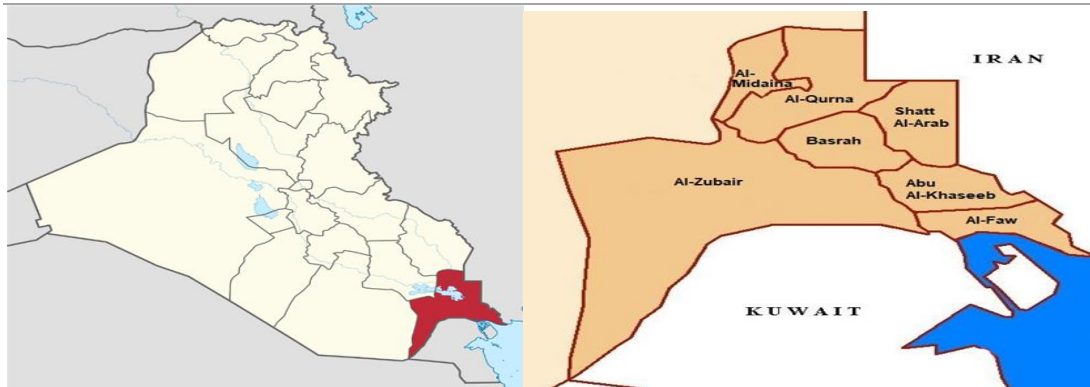 IRAN
Al-
Midaina
Al-Qurna
Shatt
Al-Arab
Basrah
Al-Zubair
Abu
Al-Khaseeb
Al-Faw
KUWAIT